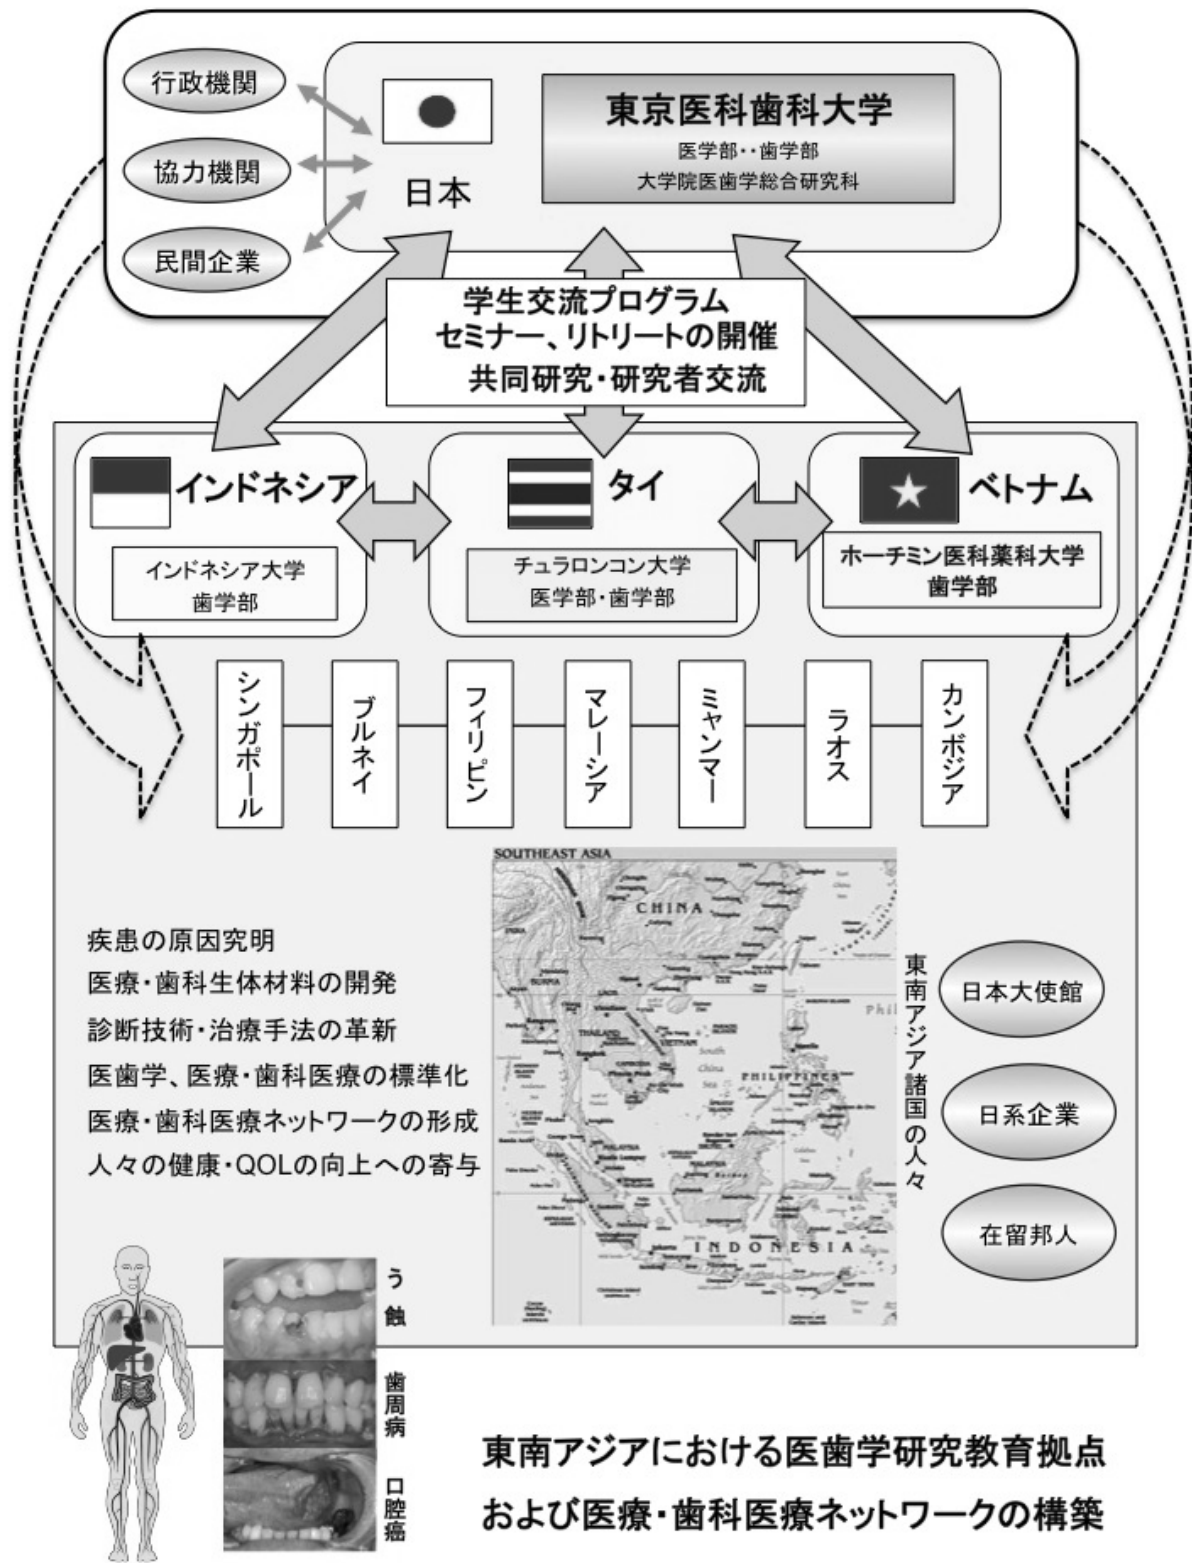 行政機関
協力機関
民間企業
日本
東京医科歯科大学
医学部・・歯学部
大学院医歯学総合研究科
学生交流プログラム
セミナー、リトリートの開催
共同研究・研究者交流
インドネシア
インドネシア大学
歯学部
タイ
チュラロンコン大学
医学部・歯学部
ベトナム
ホーチミン医科薬科大学
歯学部
シンガポール
ブルネイ
フィリピン
マレーシア
ミャンマー
ラオス
カンボジア
疾患の原因究明
医療・歯科生体材料の開発
診断技術・治療手法の革新
医歯学、医療・歯科医療の標準化
医療・歯科医療ネットワークの形成
人々の健康・QOLの向上への寄与
SOUTHEAST ASIA
CHINA
BURMA
THAILAND
VIETNAM
CAMBODIA
South
China
Sea
PHILIPPINES
MALAYSIA
INDONESIA
東南アジア諸国の人々
日本大使館
日系企業
在留邦人
う蝕
歯周病
口腔癌
東南アジアにおける医歯学研究教育拠点
および医療・歯科医療ネットワークの構築